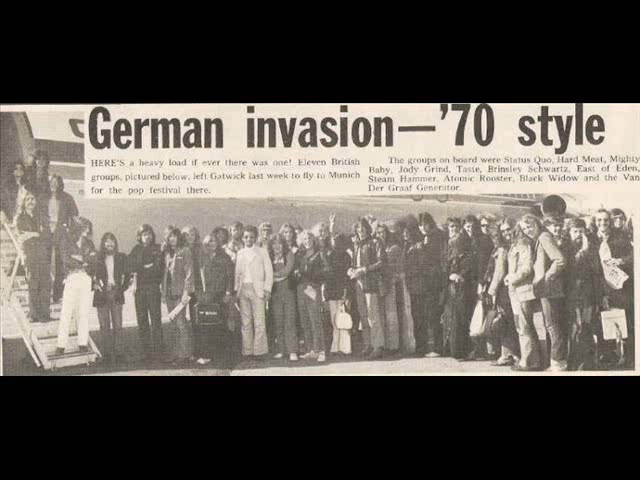 German invasion—'70 style
HERE'S a heavy load if ever there was one! Eleven British
groups, pictured below, left Gatwick last week to fly to Munich
for the pop festival there.
The groups on board were Status Quo, Hard Meat, Mighty
Baby, Jody Grind, Taste, Brinsley Schwartz, East of Eden,
Steam Hammer, Atomic Rooster, Black Widow and the Van
Der Graaf Generator.